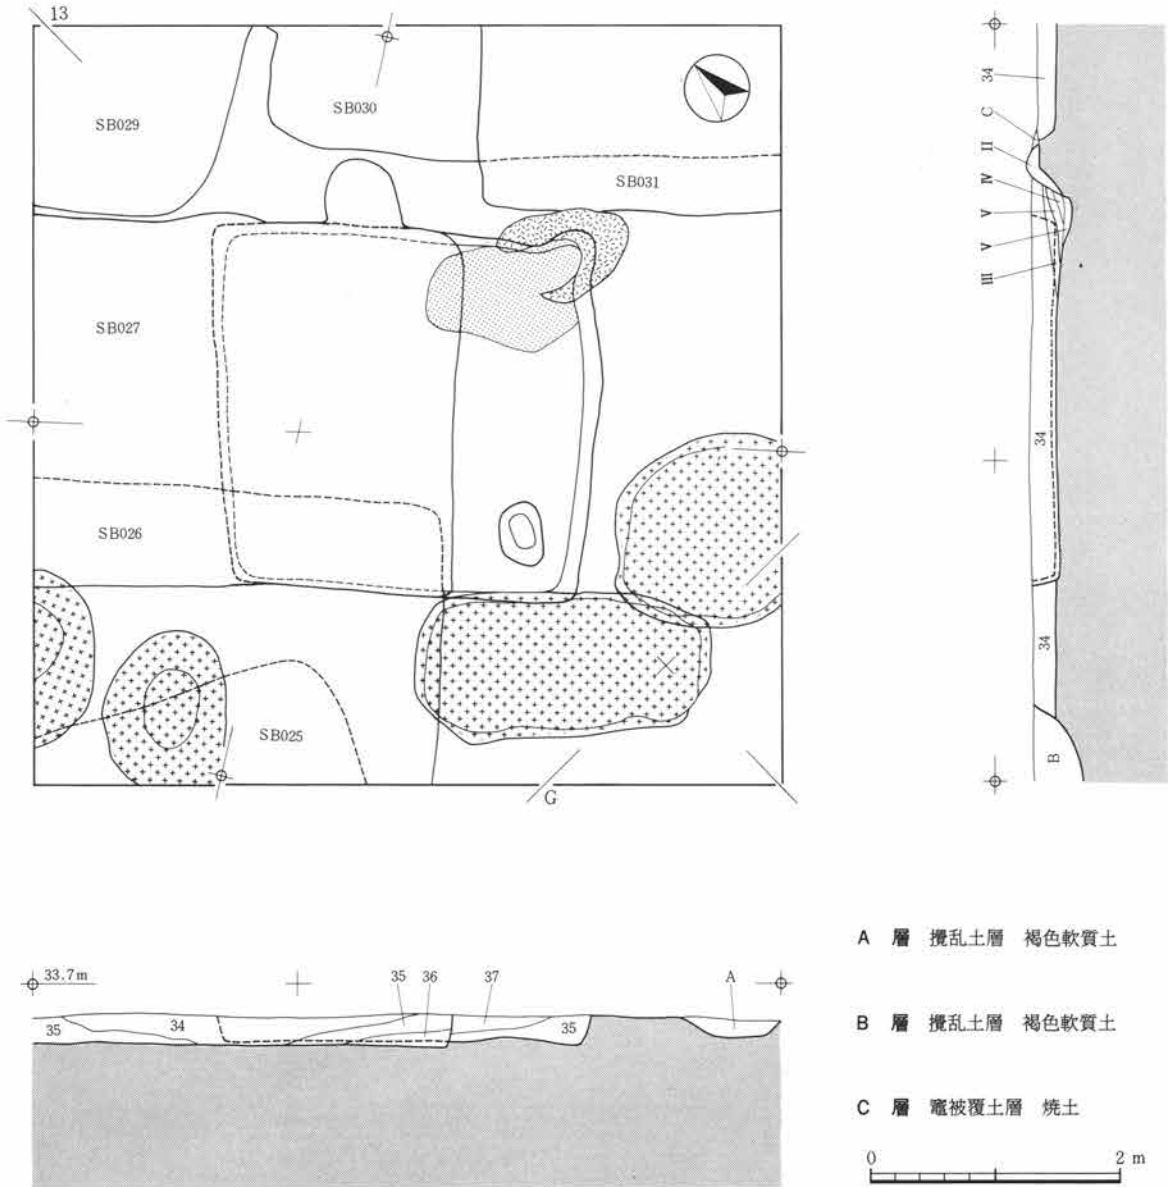 13
SB029
SB030
SB031
SB027
SB026
SB025
G
34
C
II
IV
V
V
III
34
34
B
33.7m
35
34
35
36
37
35
A
A 層 攪乱土層 褐色軟質土
B 層 攪乱土層 褐色軟質土
C 層 竈被覆土層 焼土
0 2 m